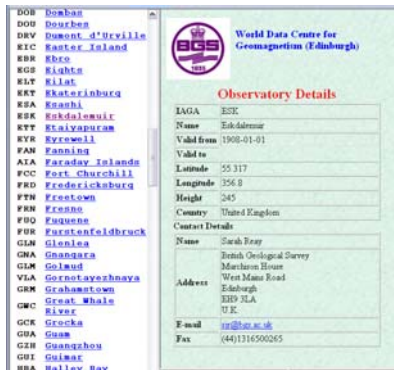 DOB Dombas
DOU Dourbes
DRV Dumont d'Urville
EIC Easter Island
EBR Ebro
EGS Eights
ELT Eilat
EKT Ekaterinburg
ESA Esashi
ESK Eskdalemuir
ETT Etaiyapuram
EYR Eyrewell
FAN Fanning
AIA Faraday Islands
FCC Fort Churchill
FRD Fredericksburg
FTN Freetown
FRN Fresno
FUQ Fuquene
FUR Furstenfeldbruck
GLN Glenlea
GNA Gnangara
GLM Golmud
VLA Gornotayezhnaya
GRM Grahamstown
GWC Great Whale
River
GCK Grocka
GUA Guam
GZH Guangzhou
GUI Guimar
HBA Halley Bay
BGS
1835
World Data Centre for
Geomagnetism (Edinburgh)
Observatory Details
IAGA ESK
Name Eskdalemuir
Valid from 1908-01-01
Valid to
Latitude 55.317
Longitude 356.8
Height 245
Country United Kingdom
Contact Details
Name Sarah Reay
Address
British Geological Survey
Murchison House
West Mains Road
Edinburgh
EH9 3LA
U.K.
E-mail
Fax (44)1316500265